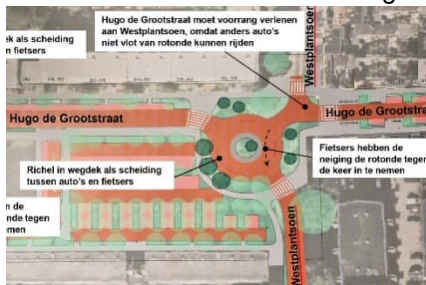 Hugo de Grootstraat moet voorrang verlenen
aan Westplantsoen, omdat anders auto's
niet vlot van rotonde kunnen rijden
ek als scheiding
n fietsers
Westplantsoen
Hugo de Grootstraat
Hugo de Grootstra
Richel in wegdek als scheiding
tussen auto's en fietsers
Fietsers hebben de
neiging de rotonde tegen
de keer in te nemen
n de
nde tegen
men
Westplantsoen